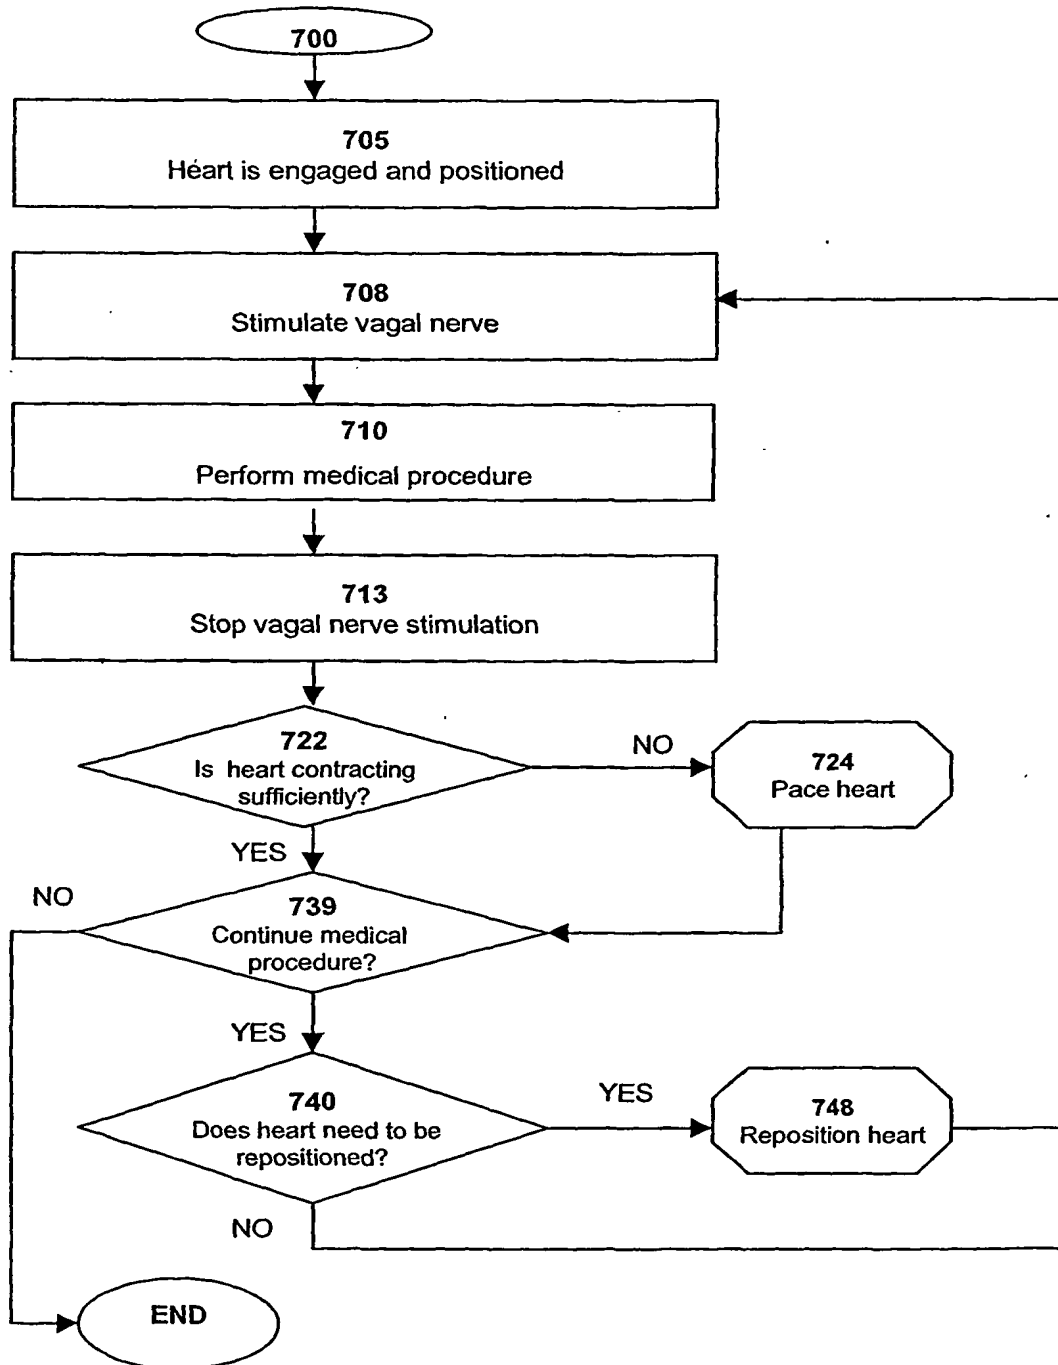 700
705
Heart is engaged and positioned
708
Stimulate vagal nerve
710
Perform medical procedure
713
Stop vagal nerve stimulation
722
Is heart contracting
sufficiently?
NO
724
Pace heart
YES
NO
739
Continue medical
procedure?
YES
740
Does heart need to be
repositioned?
YES
748
Reposition heart
NO
END